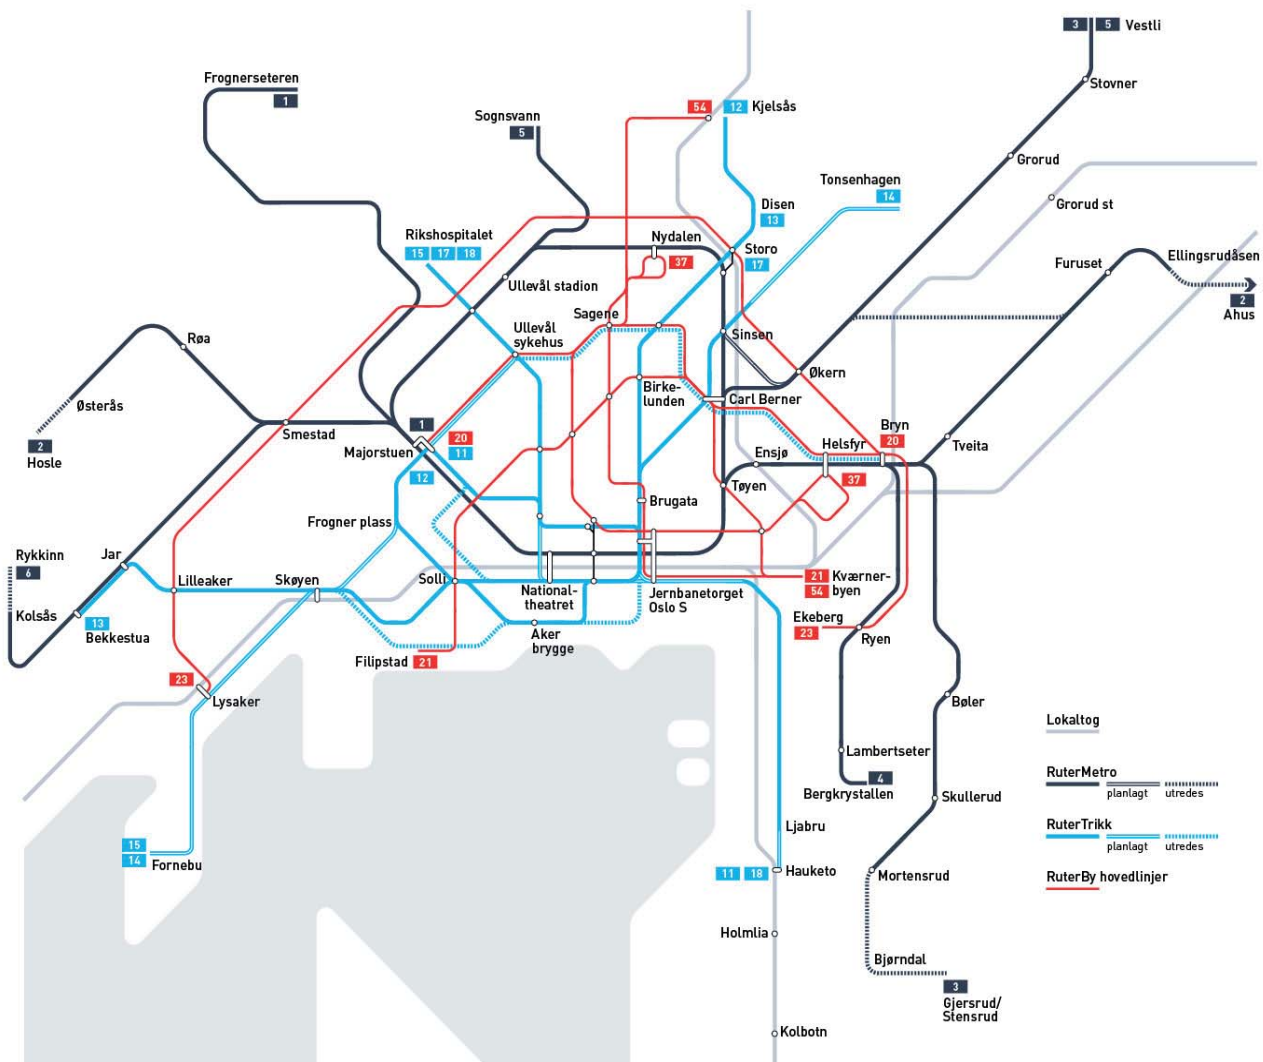 3 5 Vestli
Stovner
Frognerseteren
1
Sognsvann
5
54 12 Kjelsås
Grorud
Tonsenhagen
14
Grorud st
Disen
13
Rikshospitalet
15 17 18
Nydalen
37
Storo
17
Ellingsrudåsen
Furuset
2
Ahus
Ullevål stadion
Sagene
Ullevål
sykehus
Sinsen
Røa
Økern
Birke-
lunden
Carl Berner
Østerås
2
Hosle
Smestad
1
Majorstuen
20
11
12
Bryn
20
Helsfyr
37
Ensjø
Tveita
Tøyen
Brugata
Frogner plass
Rykkinn
6
Jar
Kolsås
13
Bekkestua
Lilleaker
Skøyen
Solli
National-
theatret
Jernbanetorget
Oslo S
21 Kværner-
54 byen
Ekeberg
23
Ryen
Aker
brygge
Filipstad 21
23
Lysaker
Bøler
Lambertseter
4
Bergkrystallen
Skullerud
15
14
Fornebu
Ljabru
11 18 Hauketo
Mortensrud
Holmlia
Bjørndal
3
Gjersrud/
Stensrud
Kolbotn
Lokaltog
RuterMetro
planlagt utredes
RuterTrikk
planlagt utredes
RuterBy hovedlinjer